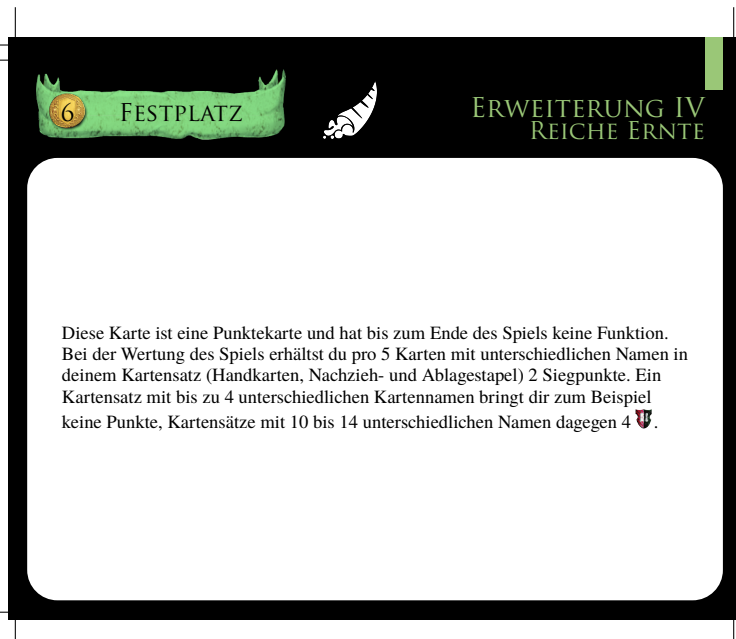 6
FESTPLATZ
ERWEITERUNG IV
REICHE ERNTE
Diese Karte ist eine Punktekarte und hat bis zum Ende des Spiels keine Funktion.
Bei der Wertung des Spiels erhältst du pro 5 Karten mit unterschiedlichen Namen in
deinem Kartensatz (Handkarten, Nachzieh- und Ablagestapel) 2 Siegpunkte. Ein
Kartensatz mit bis zu 4 unterschiedlichen Kartennamen bringt dir zum Beispiel
keine Punkte, Kartensätze mit 10 bis 14 unterschiedlichen Namen dagegen 4 .